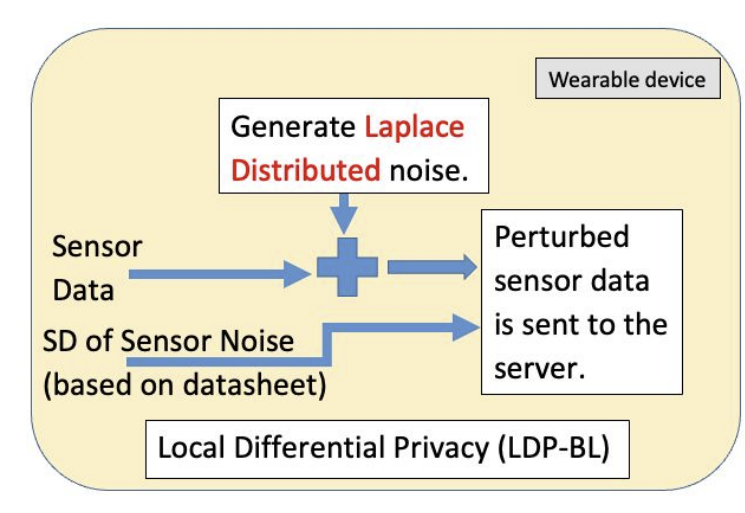 Wearable device
Generate Laplace
Distributed noise.
Sensor
Data
Perturbed
sensor data
is sent to the
server.
SD of Sensor Noise
(based on datasheet)
Local Differential Privacy (LDP-BL)